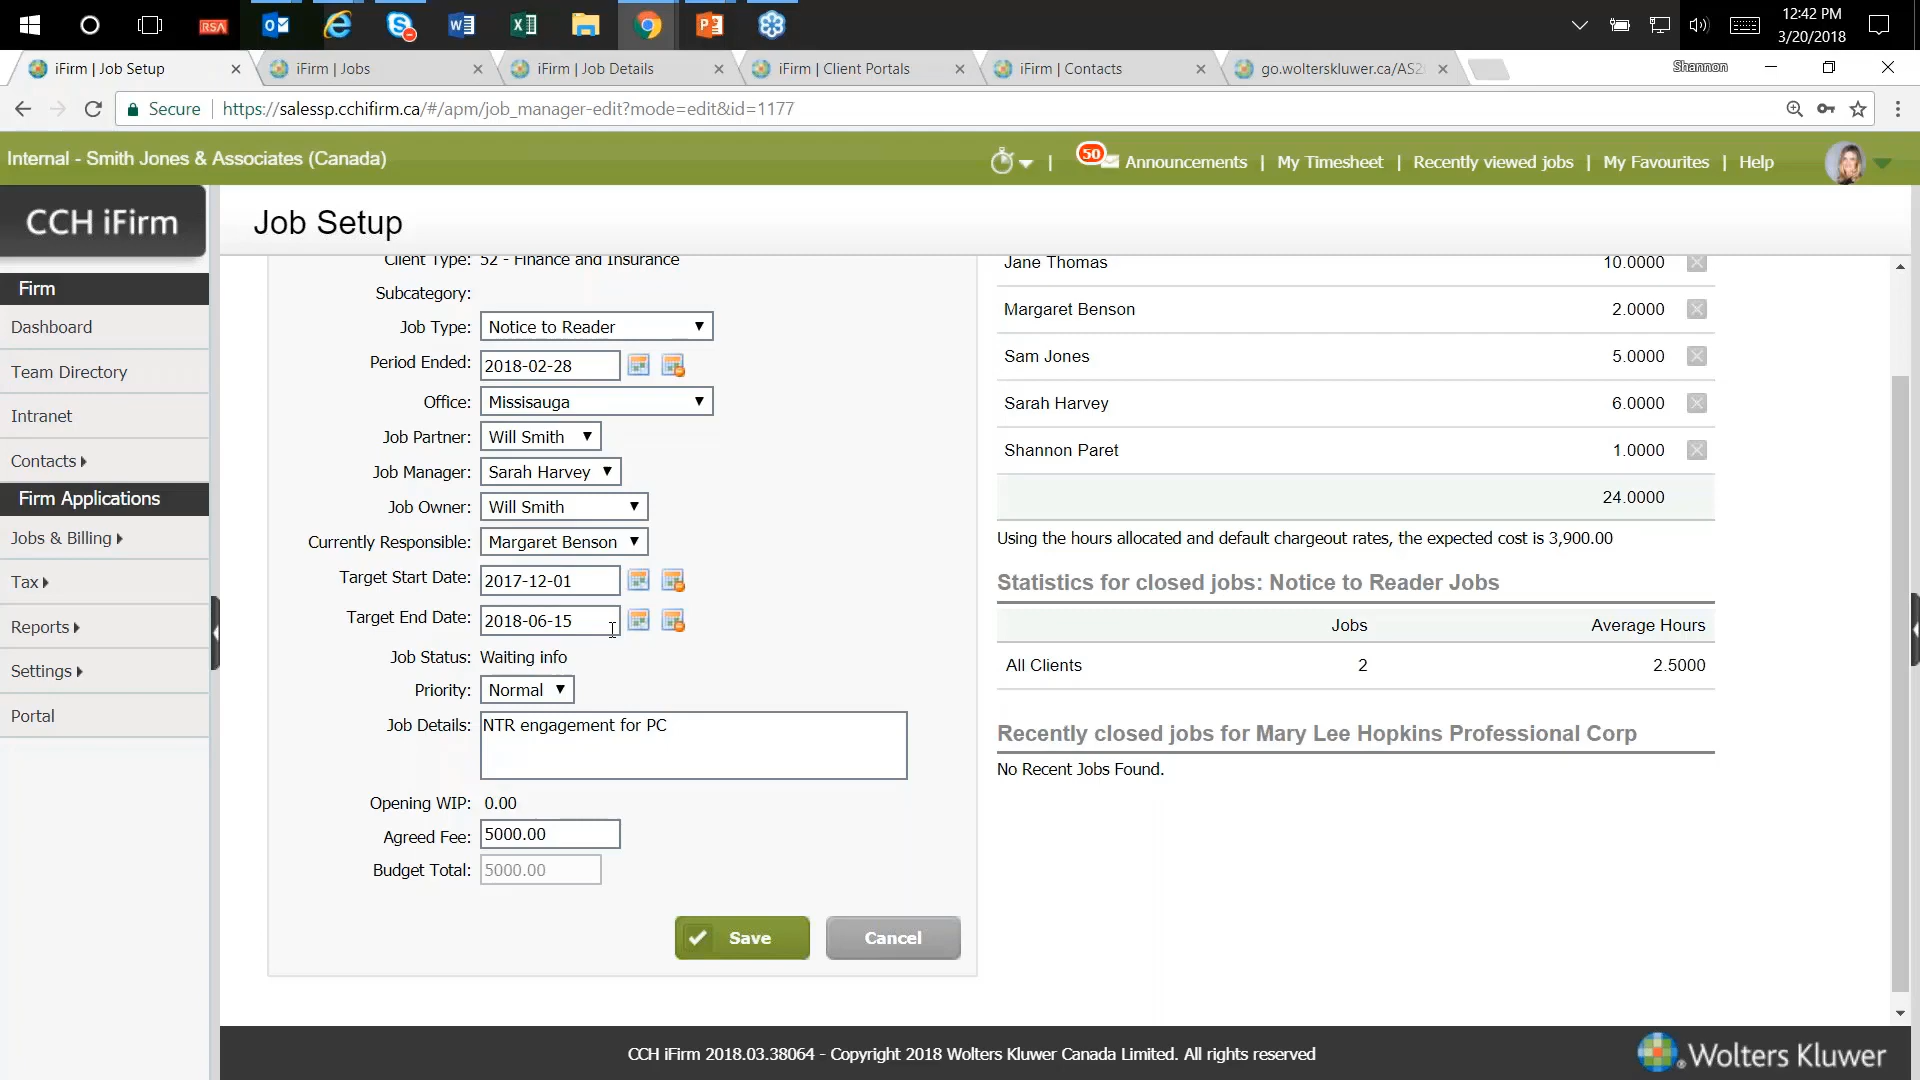 RSA
12:42 PM
3/20/2018
iFirm | Job Setup
iFirm | Jobs
iFirm | Job Details
iFirm | Client Portals
iFirm | Contacts
go.wolterskluwer.ca/AS2
Shannon
Secure
https://salessp.cchifirm.ca/#/apm/job_manager-edit?mode=edit&id=1177
Internal - Smith Jones & Associates (Canada)
50
Announcements | My Timesheet | Recently viewed jobs | My Favourites | Help
CCH iFirm
Firm
Dashboard
Team Directory
Intranet
Contacts
Firm Applications
Jobs & Billing
Tax
Reports
Settings
Portal
Job Setup
Client Type: 52 - Finance and Insurance
Subcategory:
Job Type: Notice to Reader
Period Ended: 2018-02-28
Office: Missisauga
Job Partner: Will Smith
Job Manager: Sarah Harvey
Job Owner: Will Smith
Currently Responsible: Margaret Benson
Target Start Date: 2017-12-01
Target End Date: 2018-06-15
Job Status: Waiting info
Priority: Normal
Job Details: NTR engagement for PC
Opening WIP: 0.00
Agreed Fee: 5000.00
Budget Total: 5000.00
Save
Cancel
Jane Thomas 10.0000
Margaret Benson 2.0000
Sam Jones 5.0000
Sarah Harvey 6.0000
Shannon Paret 1.0000
24.0000
Using the hours allocated and default chargeout rates, the expected cost is 3,900.00
Statistics for closed jobs: Notice to Reader Jobs
Jobs Average Hours
All Clients 2 2.5000
Recently closed jobs for Mary Lee Hopkins Professional Corp
No Recent Jobs Found.
CCH iFirm 2018.03.38064 - Copyright 2018 Wolters Kluwer Canada Limited. All rights reserved
Wolters Kluwer